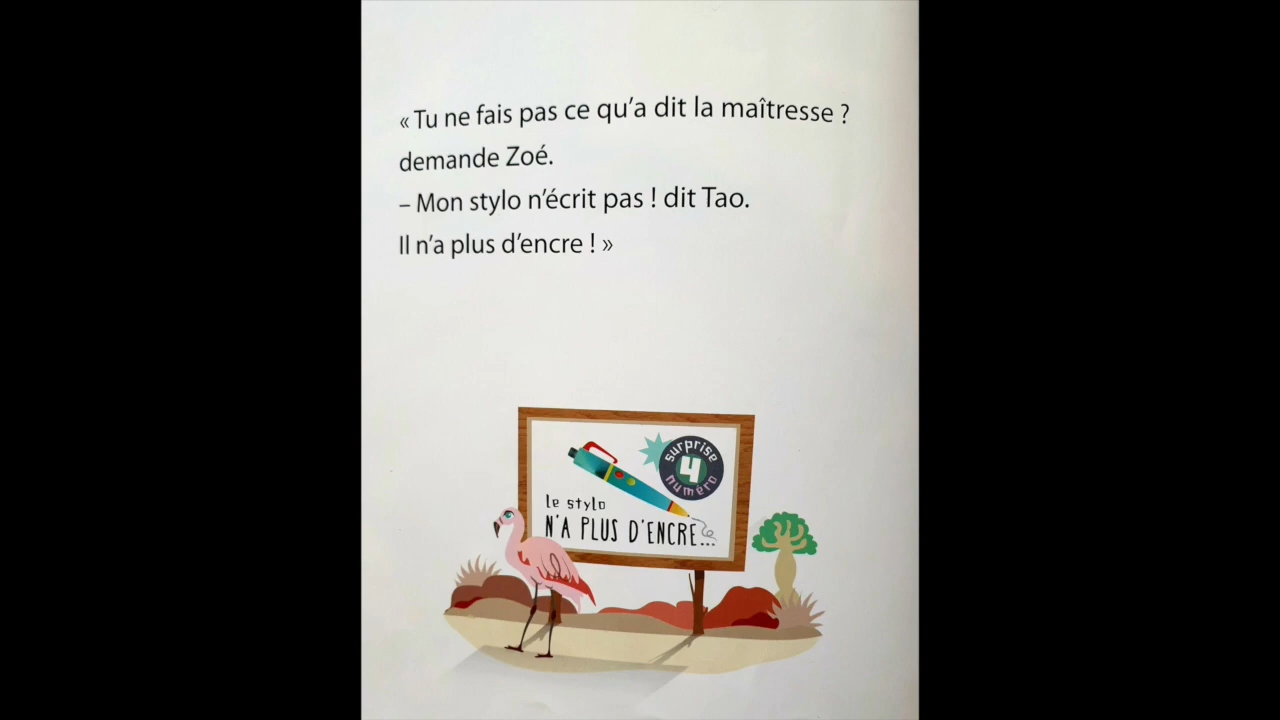 « Tu ne fais pas ce qu'a dit la maîtresse ?
demande Zoé.
– Mon stylo n'écrit pas ! dit Tao.
Il n'a plus d'encre ! »
surprise
4
numéro
le stylo
N'A PLUS D'ENCRE...